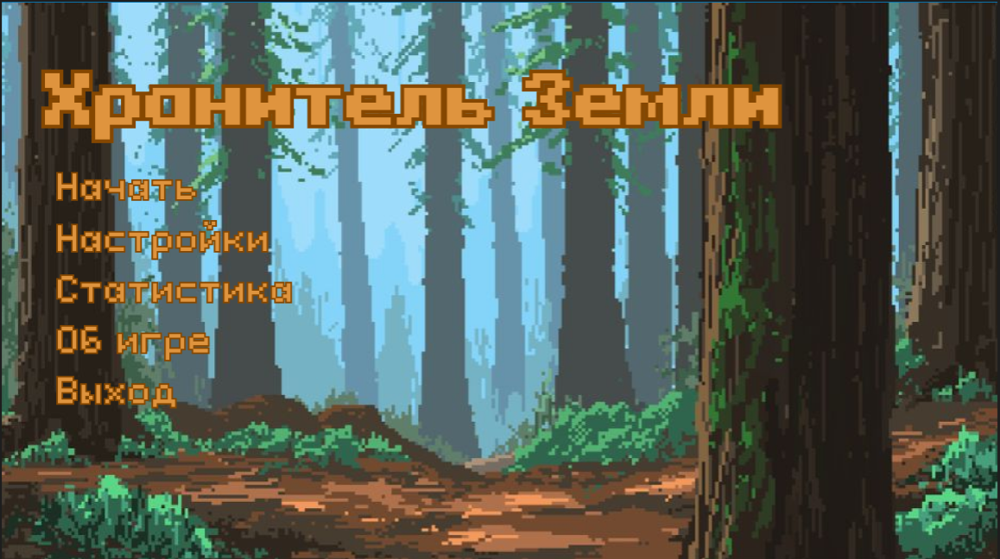 Хранитель Земли
Начать
Настройки
Статистика
Об игре
Выход